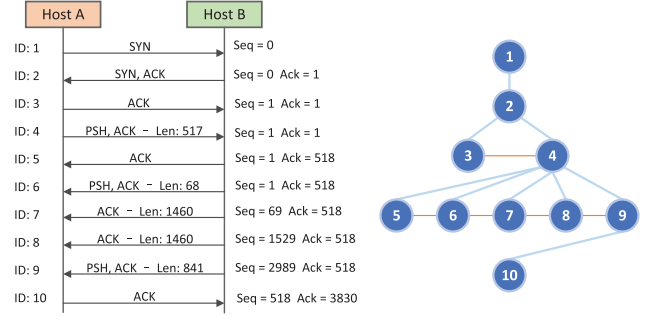 Host A Host B
ID: 1 SYN Seq = 0
ID: 2 SYN, ACK Seq = 0 Ack = 1
ID: 3 ACK Seq = 1 Ack = 1
ID: 4 PSH, ACK - Len: 517 Seq = 1 Ack = 1
ID: 5 ACK Seq = 1 Ack = 518
ID: 6 PSH, ACK - Len: 68 Seq = 1 Ack = 518
ID: 7 ACK - Len: 1460 Seq = 69 Ack = 518
ID: 8 ACK - Len: 1460 Seq = 1529 Ack = 518
ID: 9 PSH, ACK - Len: 841 Seq = 2989 Ack = 518
ID: 10 ACK Seq = 518 Ack = 3830
1
2
3 4
5 6 7 8 9
10